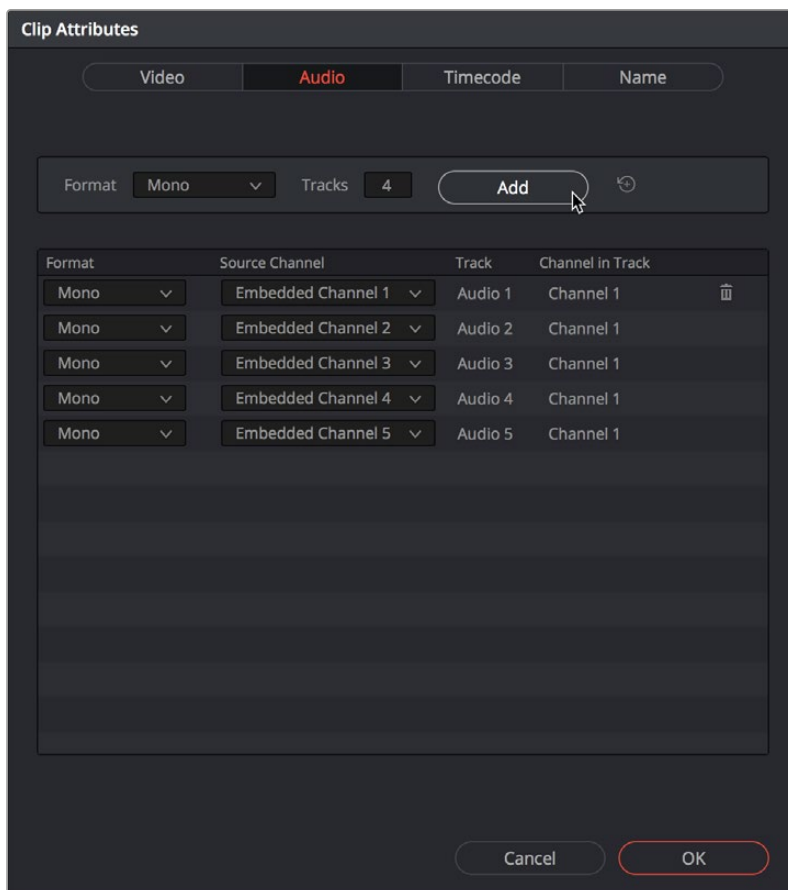 Clip Attributes
Video Audio Timecode Name
Format Mono Tracks 4 Add
Format Source Channel Track Channel in Track
Mono Embedded Channel 1 Audio 1 Channel 1
Mono Embedded Channel 2 Audio 2 Channel 1
Mono Embedded Channel 3 Audio 3 Channel 1
Mono Embedded Channel 4 Audio 4 Channel 1
Mono Embedded Channel 5 Audio 5 Channel 1
Cancel OK